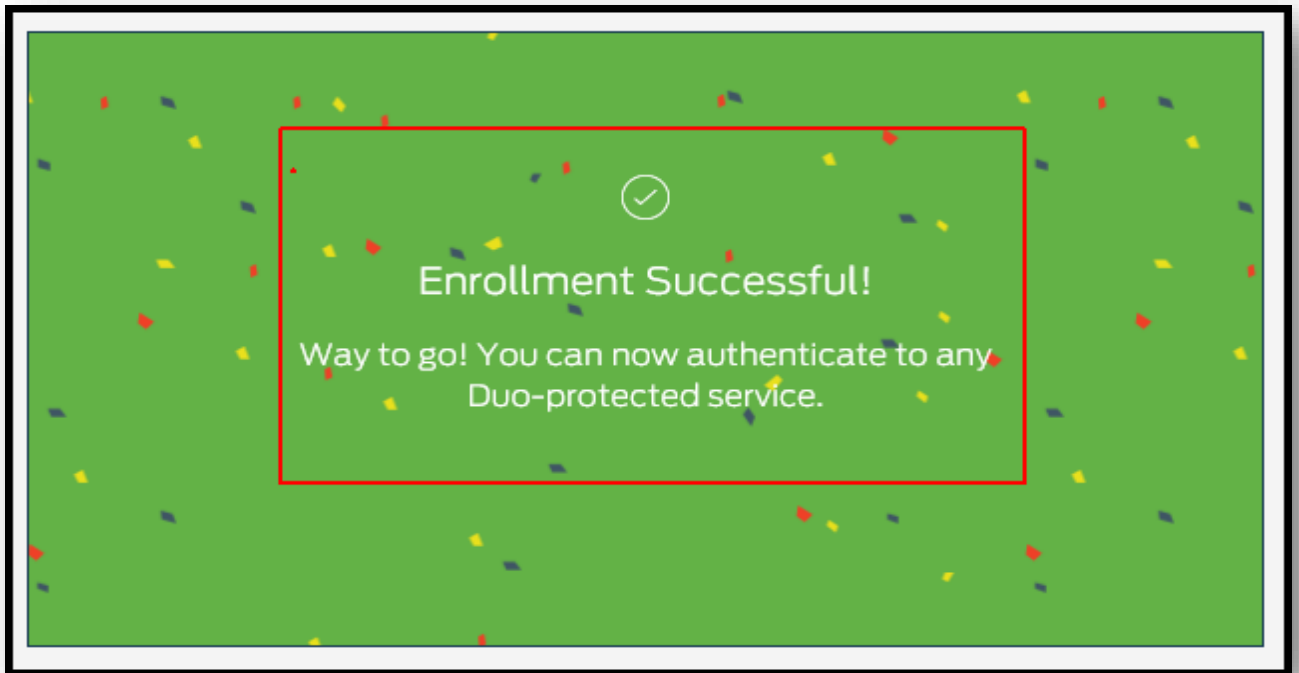 Enrollment Successful!
Way to go! You can now authenticate to any
Duo-protected service.